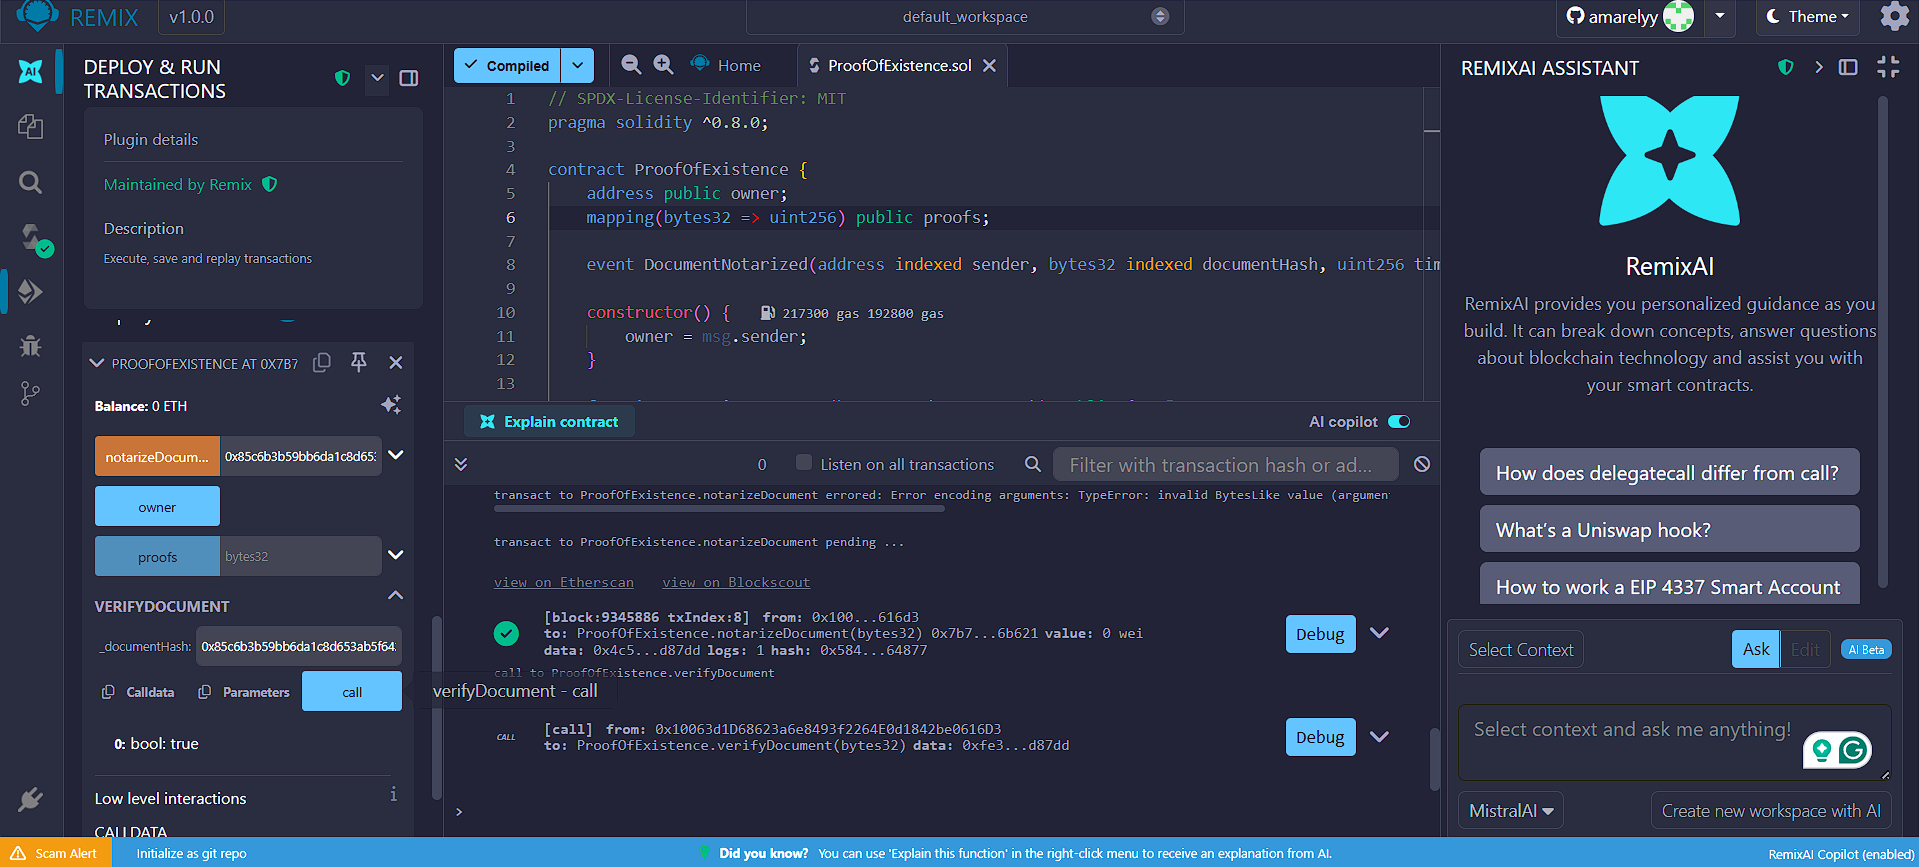 REMIX
v1.0.0
default_workspace
amarelyy
Theme
AI
DEPLOY & RUN
TRANSACTIONS
Plugin details
Maintained by Remix
Description
Execute, save and replay transactions
PROOFOFEXISTENCE AT 0X7B7
Balance: 0 ETH
notarizeDocum...
0x85c6b3b59bb6da1c8d653
owner
proofs
bytes32
VERIFYDOCUMENT
_documentHash:
0x85c6b3b59bb6da1c8d653ab5f64
Calldata
Parameters
call
verifyDocument - call
0: bool: true
Low level interactions
i
CALLDATA
Compiled
Home
ProofOfExistence.sol
1 // SPDX-License-Identifier: MIT
2 pragma solidity ^0.8.0;
3
4 contract ProofOfExistence {
5 address public owner;
6 mapping(bytes32 => uint256) public proofs;
7
8 event DocumentNotarized(address indexed sender, bytes32 indexed documentHash, uint256 tim
9
10 constructor() { 217300 gas 192800 gas
11 owner = msg.sender;
12 }
13
Explain contract
AI copilot
0
Listen on all transactions
Filter with transaction hash or ad...
transact to ProofOfExistence.notarizeDocument errored: Error encoding arguments: TypeError: invalid BytesLike value (argumen
transact to ProofOfExistence.notarizeDocument pending ...
view on Etherscan view on Blockscout
[block:9345886 txIndex:8] from: 0x100...616d3
to: ProofOfExistence.notarizeDocument(bytes32) 0x7b7...6b621 value: 0 wei
data: 0x4c5...d87dd logs: 1 hash: 0x584...64877
Debug
call to ProofOfExistence.verifyDocument
CALL
[call] from: 0x10063d1D68623a6e8493f2264E0d1842be0616D3
to: ProofOfExistence.verifyDocument(bytes32) data: 0xfe3...d87dd
Debug
>
REMIXAI ASSISTANT
RemixAI
RemixAI provides you personalized guidance as you
build. It can break down concepts, answer questions
about blockchain technology and assist you with
your smart contracts.
How does delegatecall differ from call?
What's a Uniswap hook?
How to work a EIP 4337 Smart Account
Select Context
Ask
Edit
AI Beta
Select context and ask me anything!
MistralAI
Create new workspace with AI
Scam Alert
Initialize as git repo
Did you know? You can use 'Explain this function' in the right-click menu to receive an explanation from AI.
RemixAI Copilot (enabled)